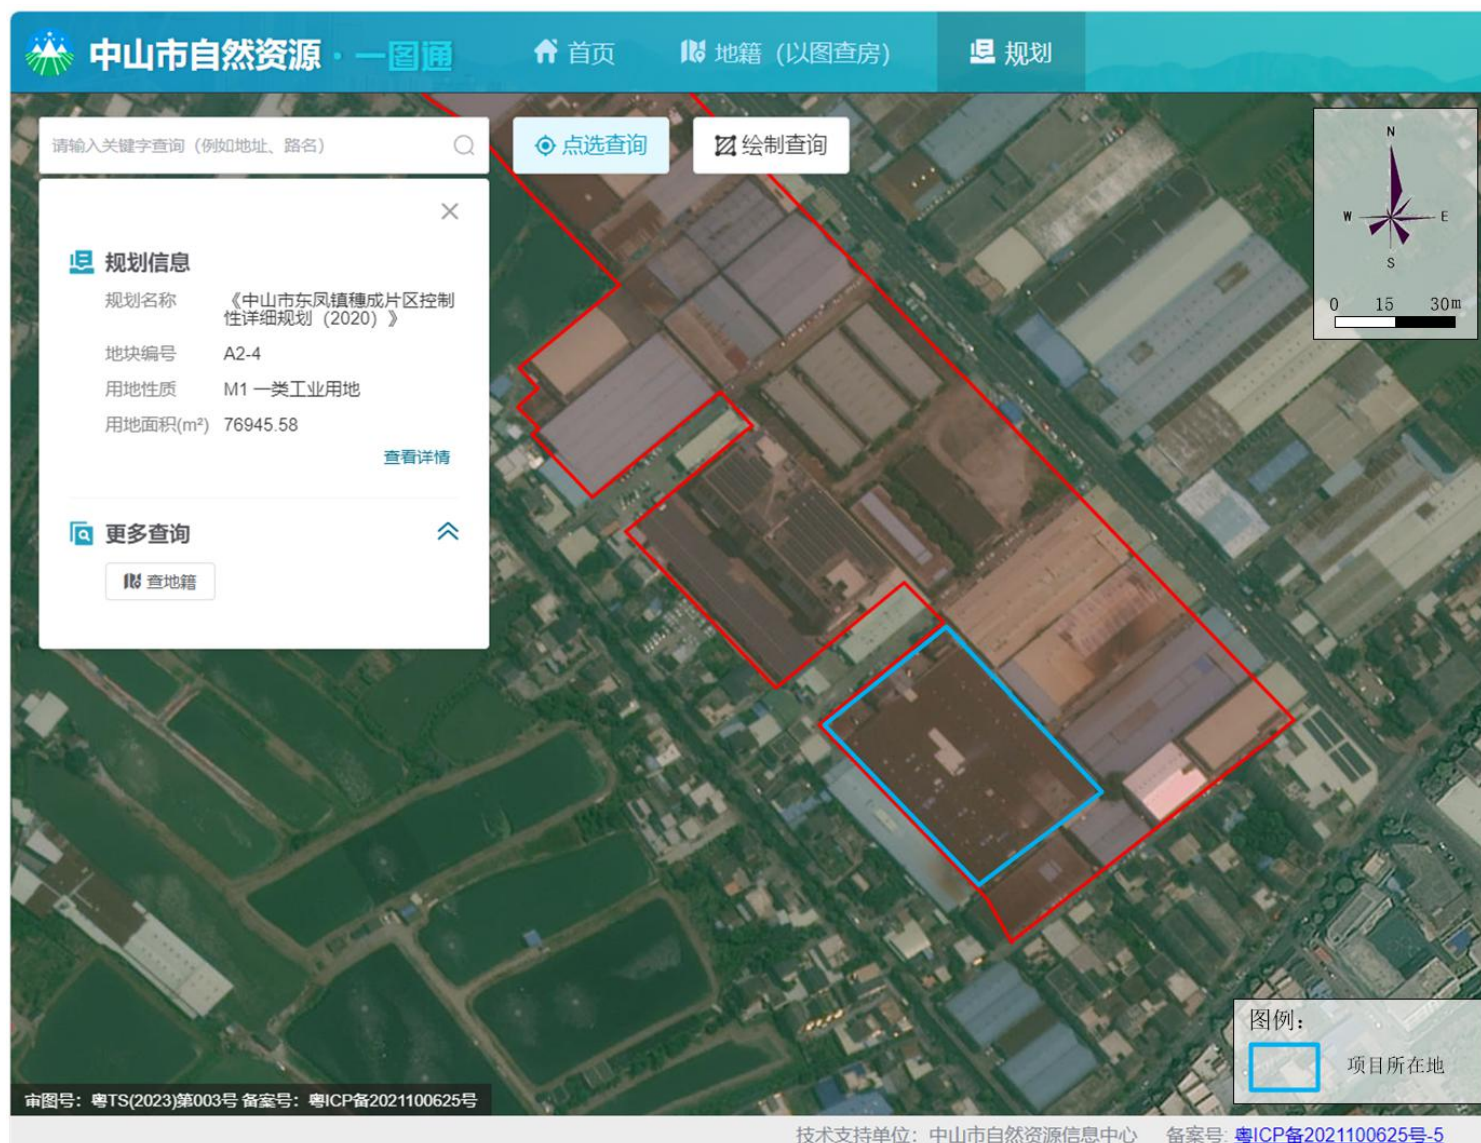 中山市自然资源·一图通
首页
地籍（以图查房）
规划
请输入关键字查询（例如地址、路名）
点选查询
绘制查询
规划信息
规划名称 《中山市东凤镇穗成片区控制
性详细规划（2020）》
地块编号 A2-4
用地性质 M1 一类工业用地
用地面积(m²) 76945.58
查看详情
更多查询
查地籍
N
W E
S
0 15 30m
图例：
项目所在地
审图号：粤TS(2023)第003号 备案号：粤ICP备2021100625号
技术支持单位：中山市自然资源信息中心 备案号: 粤ICP备2021100625号-5